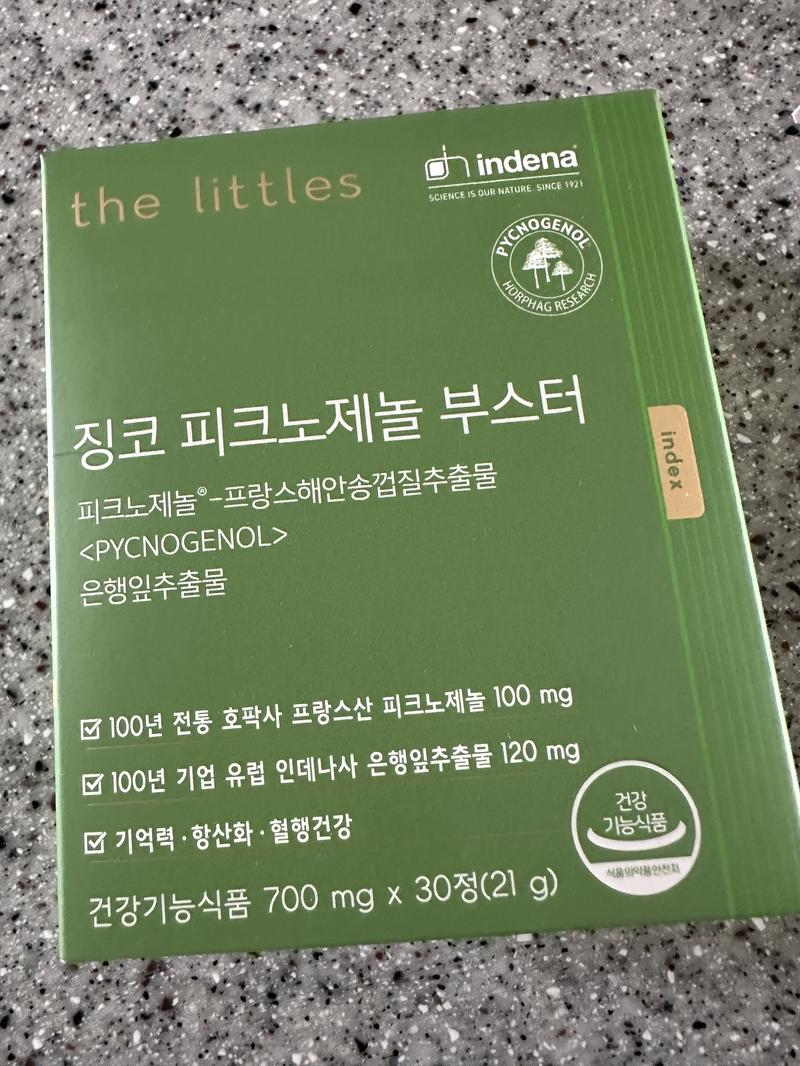 the littles
indena
SCIENCE IS OUR NATURE. SINCE 1921
PYCNOGENOL®
HORPHAG RESEARCH
징코 피크노제놀 부스터
피크노제놀®-프랑스해안송껍질추출물
<PYCNOGENOL>
은행잎추출물
index
100년 전통 호팍사 프랑스산 피크노제놀 100 mg
100년 기업 유럽 인데나사 은행잎추출물 120 mg
기억력·항산화·혈행건강
건강
기능식품
식품의약품안전처
건강기능식품 700 mg x 30정(21 g)